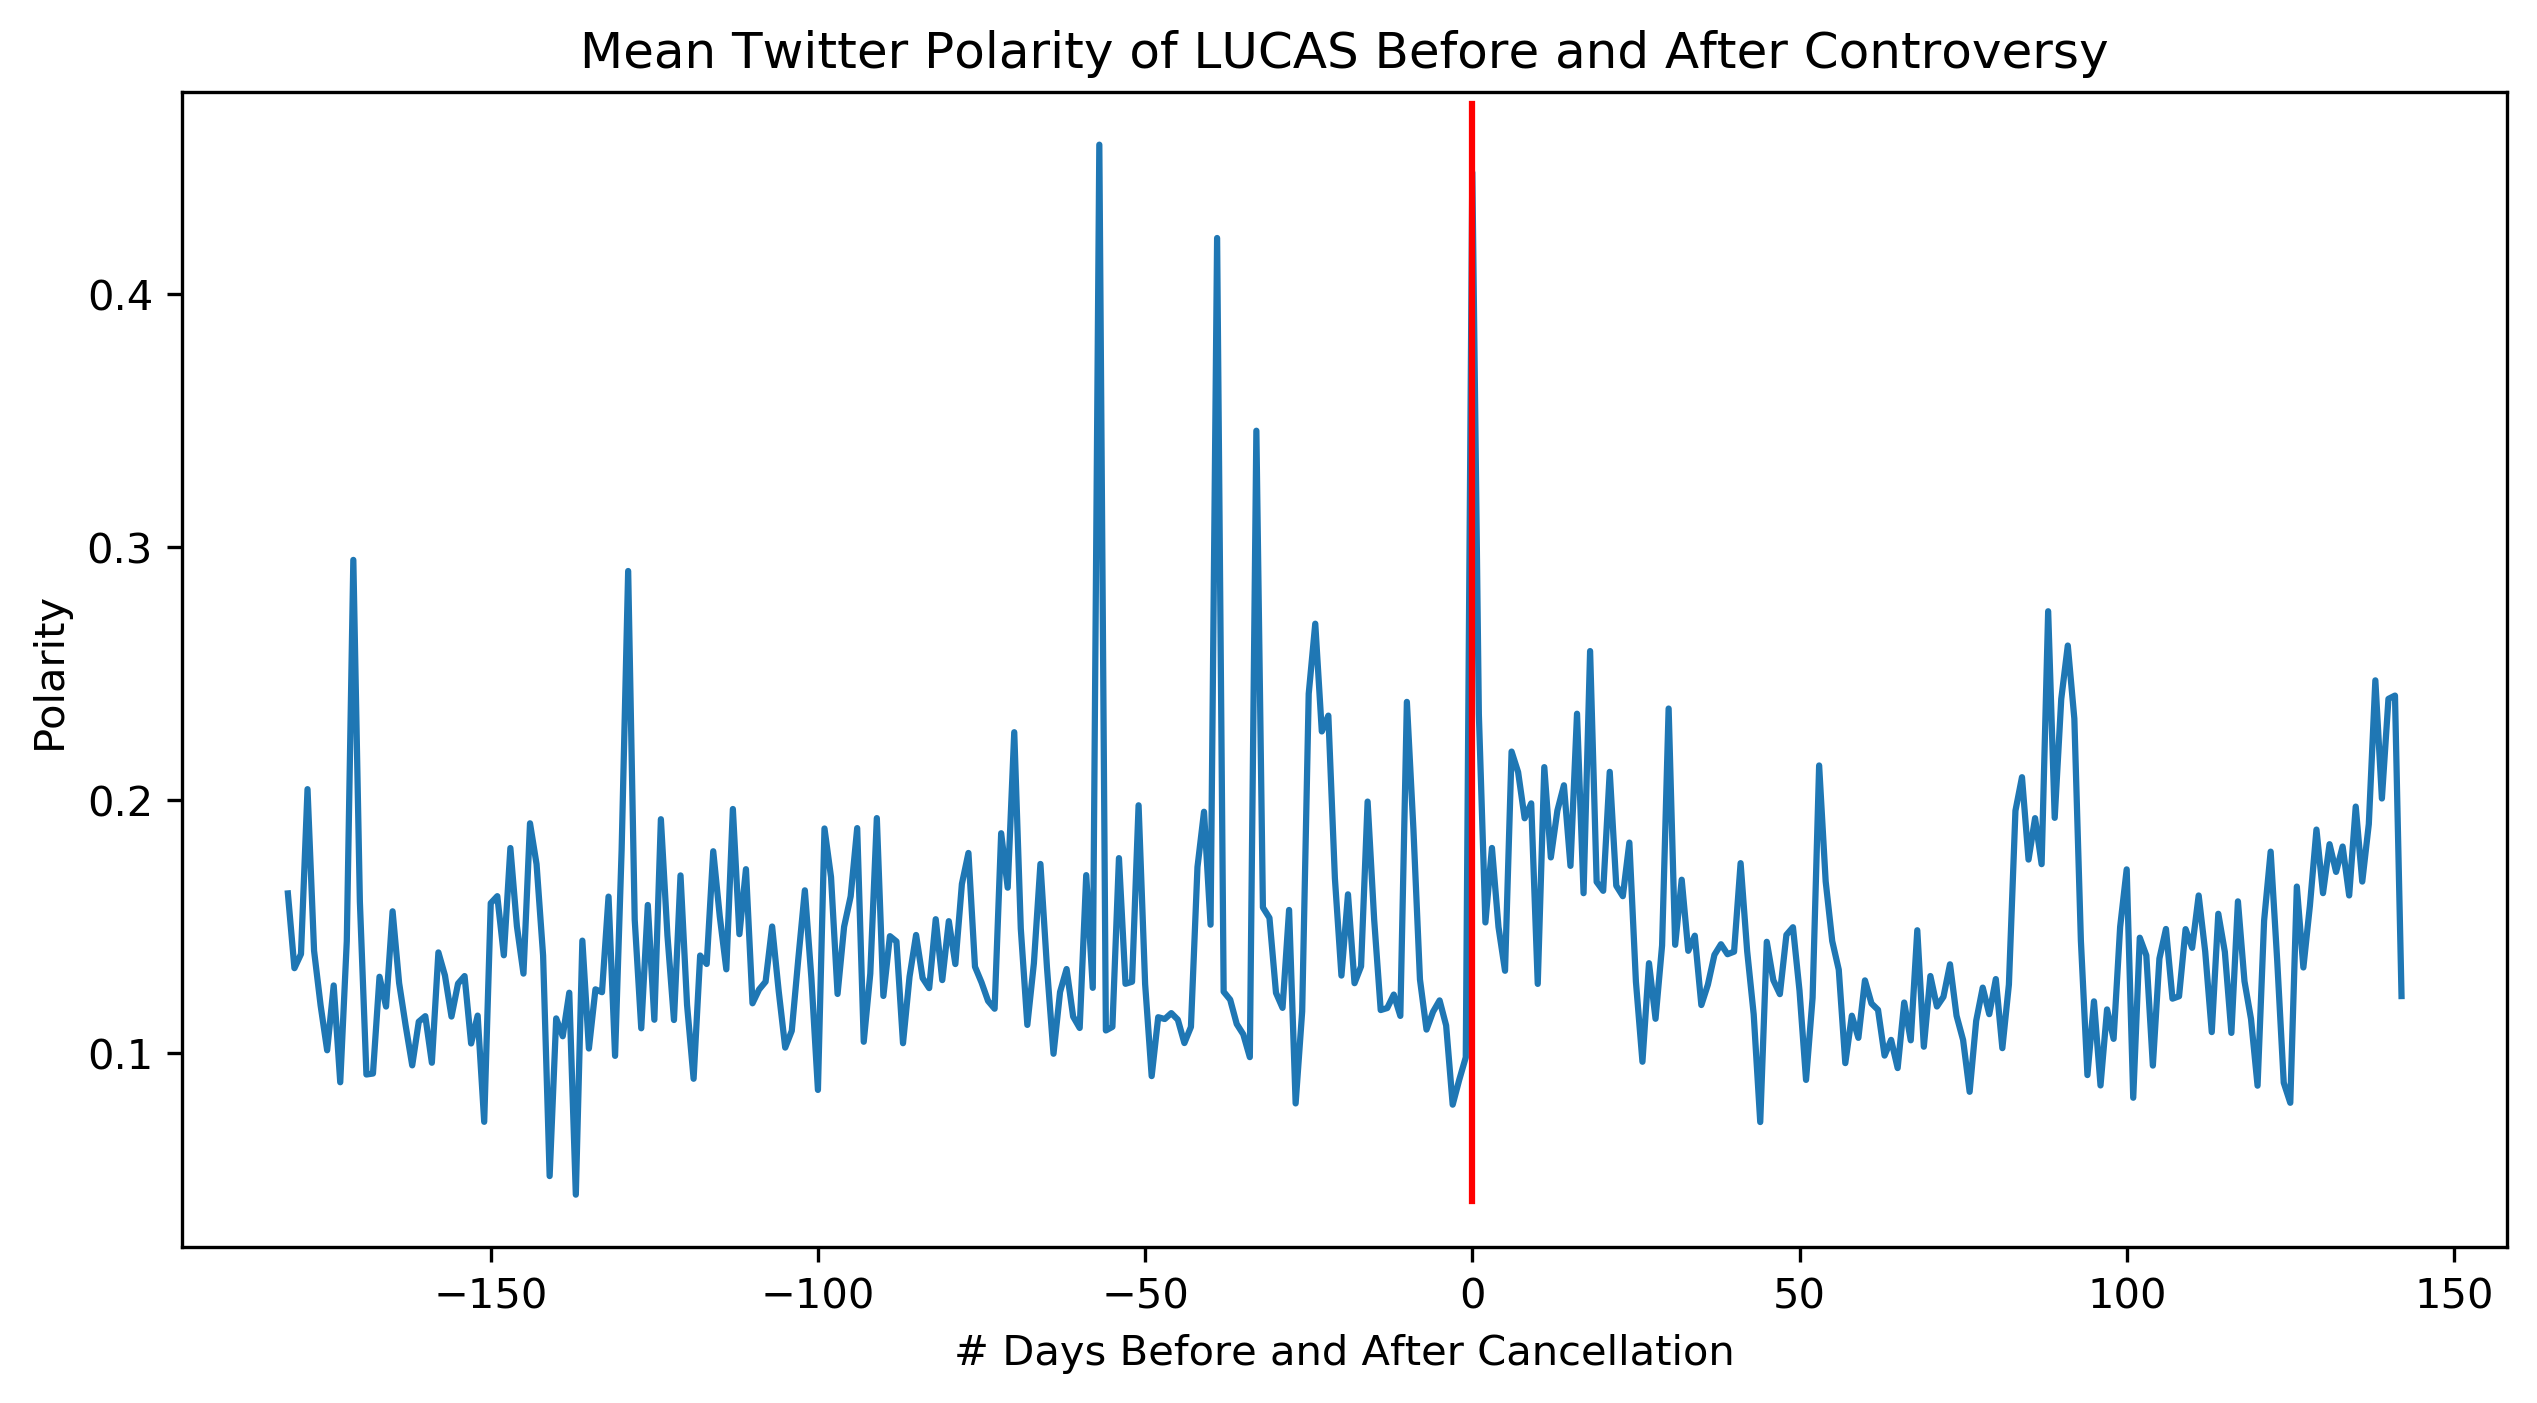 Mean Twitter Polarity of LUCAS Before and After Controversy
Polarity
0.4
0.3
0.2
0.1
−150 −100 −50 0 50 100 150
# Days Before and After Cancellation